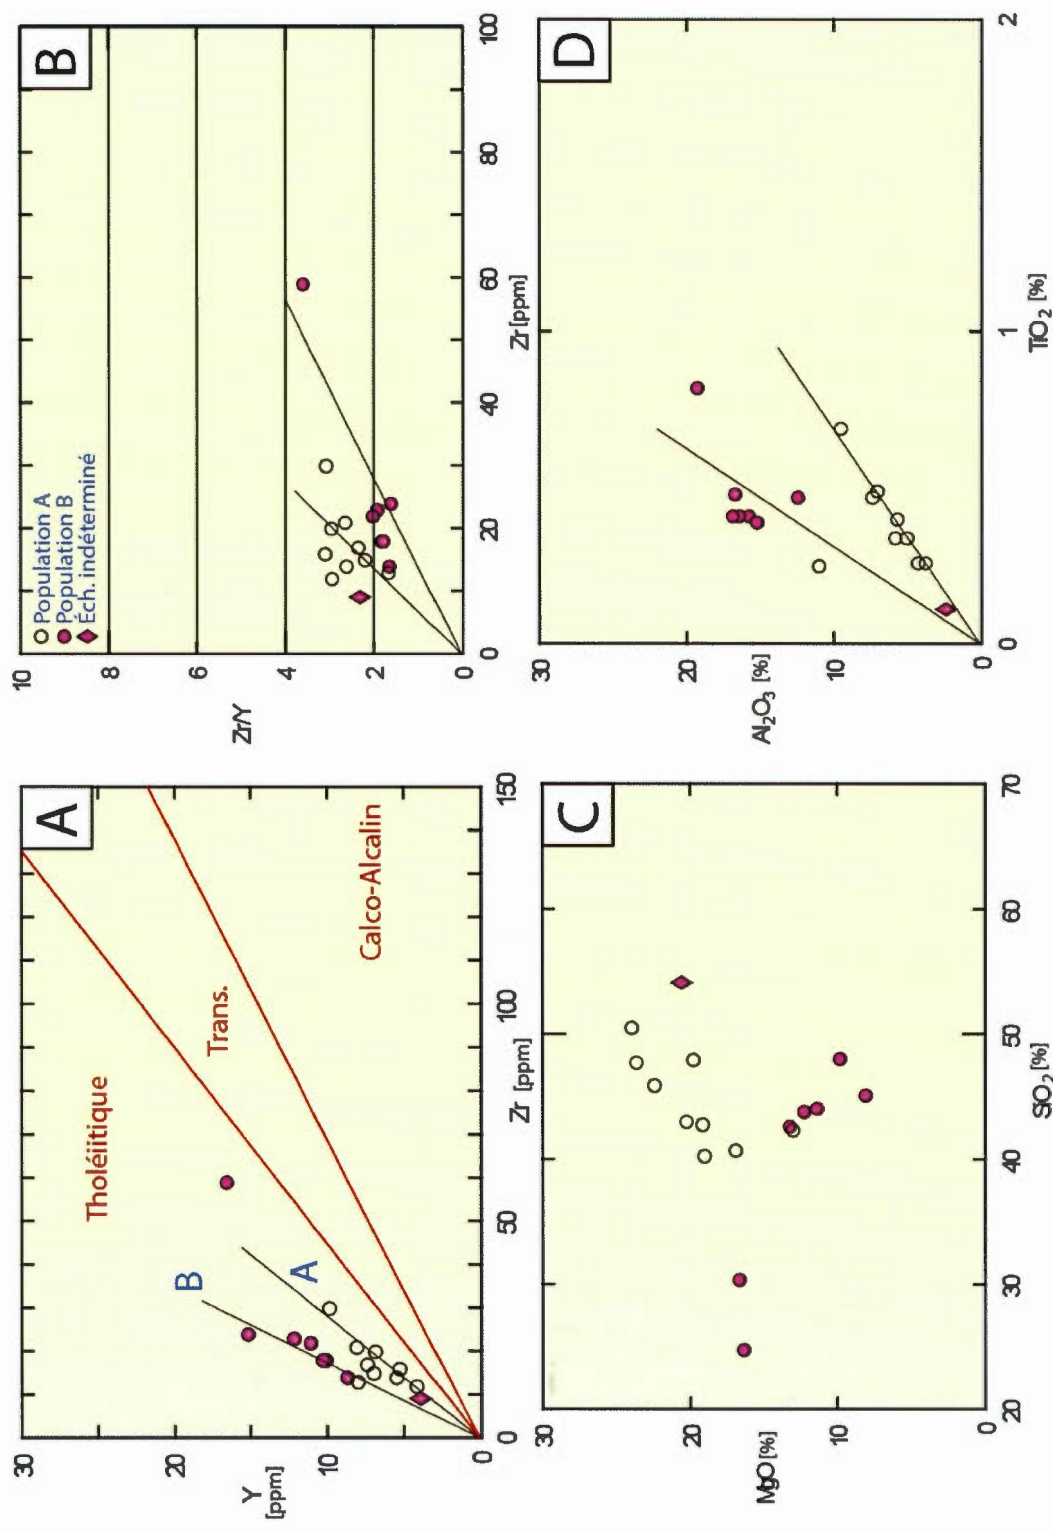 A
Tholéiitique
Trans.
Calco-Alcalin
B
A
30
20
10
0
Y
[ppm]
0
50
100
150
Zr [ppm]
B
Population A
Population B
Éch. indéterminé
10
8
6
4
2
0
Zr/Y
0
20
40
60
80
100
Zr [ppm]
C
30
20
10
0
MgO [%]
20
30
40
50
60
70
SiO2 [%]
D
30
20
10
0
Al2O3 [%]
0
1
2
TiO2 [%]